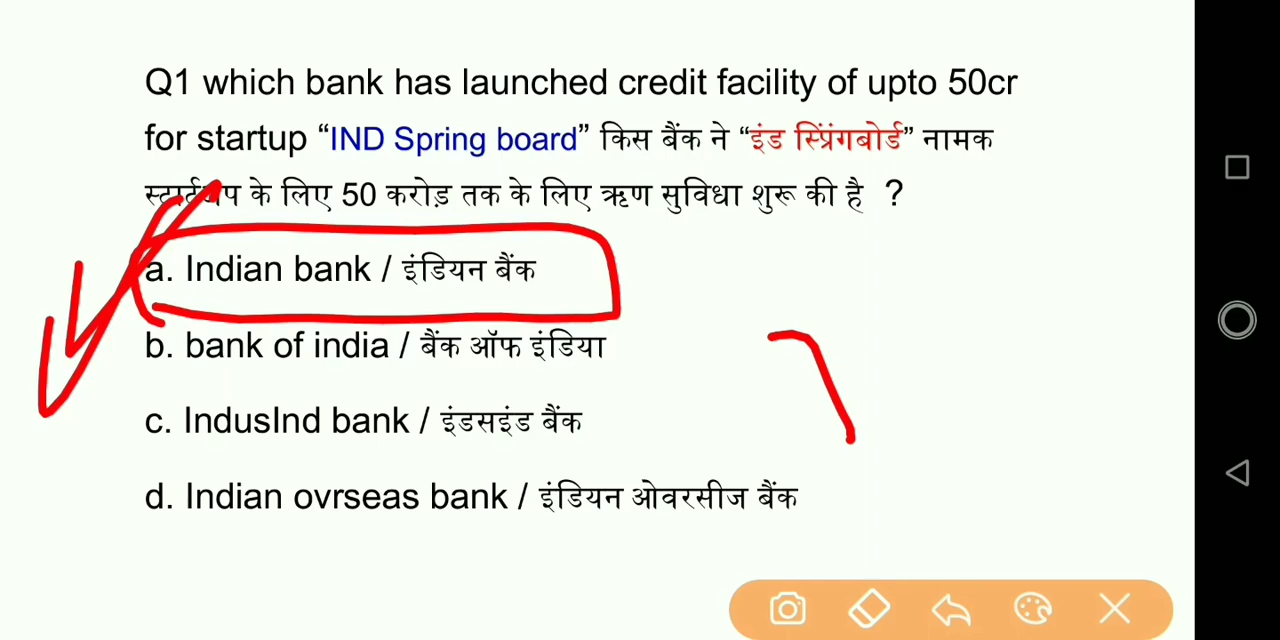 Q1 which bank has launched credit facility of upto 50cr
for startup “IND Spring board” किस बैंक ने “इंड स्प्रिंगबोर्ड” नामक
स्टार्टअप के लिए 50 करोड़ तक के लिए ऋण सुविधा शुरू की है ?
a. Indian bank / इंडियन बैंक
b. bank of india / बैंक ऑफ इंडिया
c. IndusInd bank / इंडसइंड बैंक
d. Indian ovrseas bank / इंडियन ओवरसीज बैंक